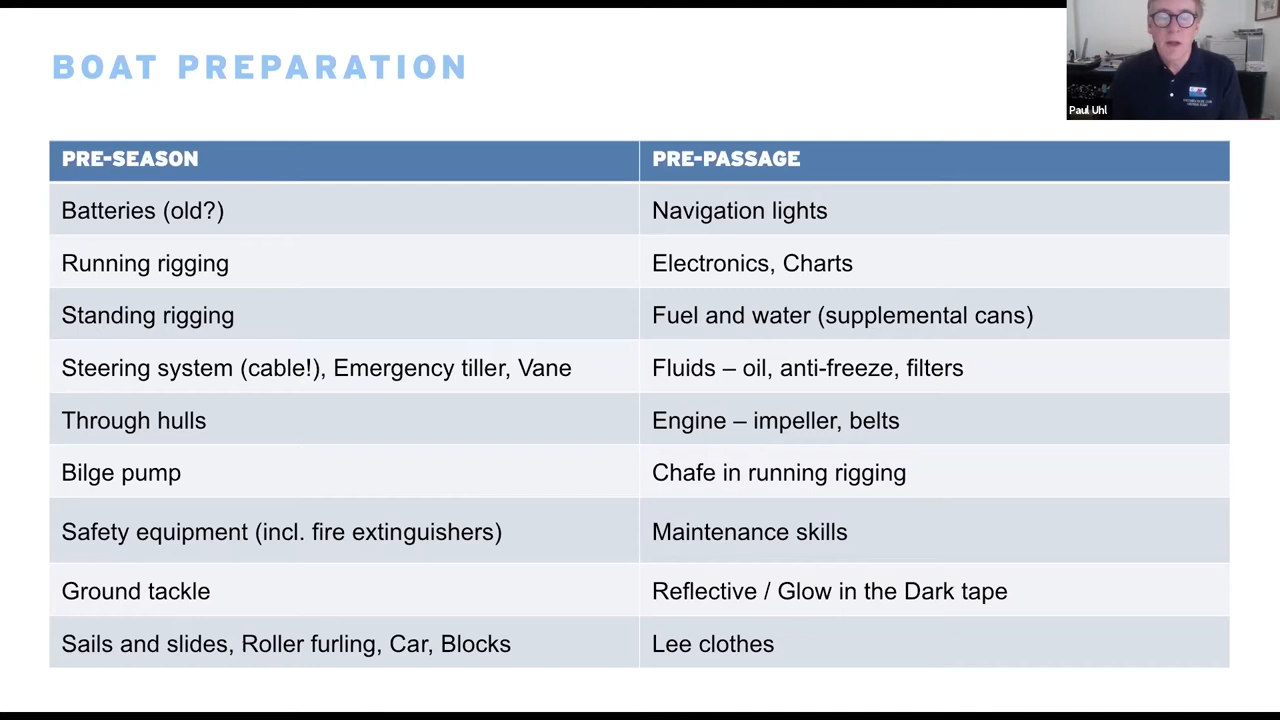 BOAT PREPARATION
Paul Uhl
PRE-SEASON
PRE-PASSAGE
Batteries (old?)
Navigation lights
Running rigging
Electronics, Charts
Standing rigging
Fuel and water (supplemental cans)
Steering system (cable!), Emergency tiller, Vane
Fluids – oil, anti-freeze, filters
Through hulls
Engine – impeller, belts
Bilge pump
Chafe in running rigging
Safety equipment (incl. fire extinguishers)
Maintenance skills
Ground tackle
Reflective / Glow in the Dark tape
Sails and slides, Roller furling, Car, Blocks
Lee clothes